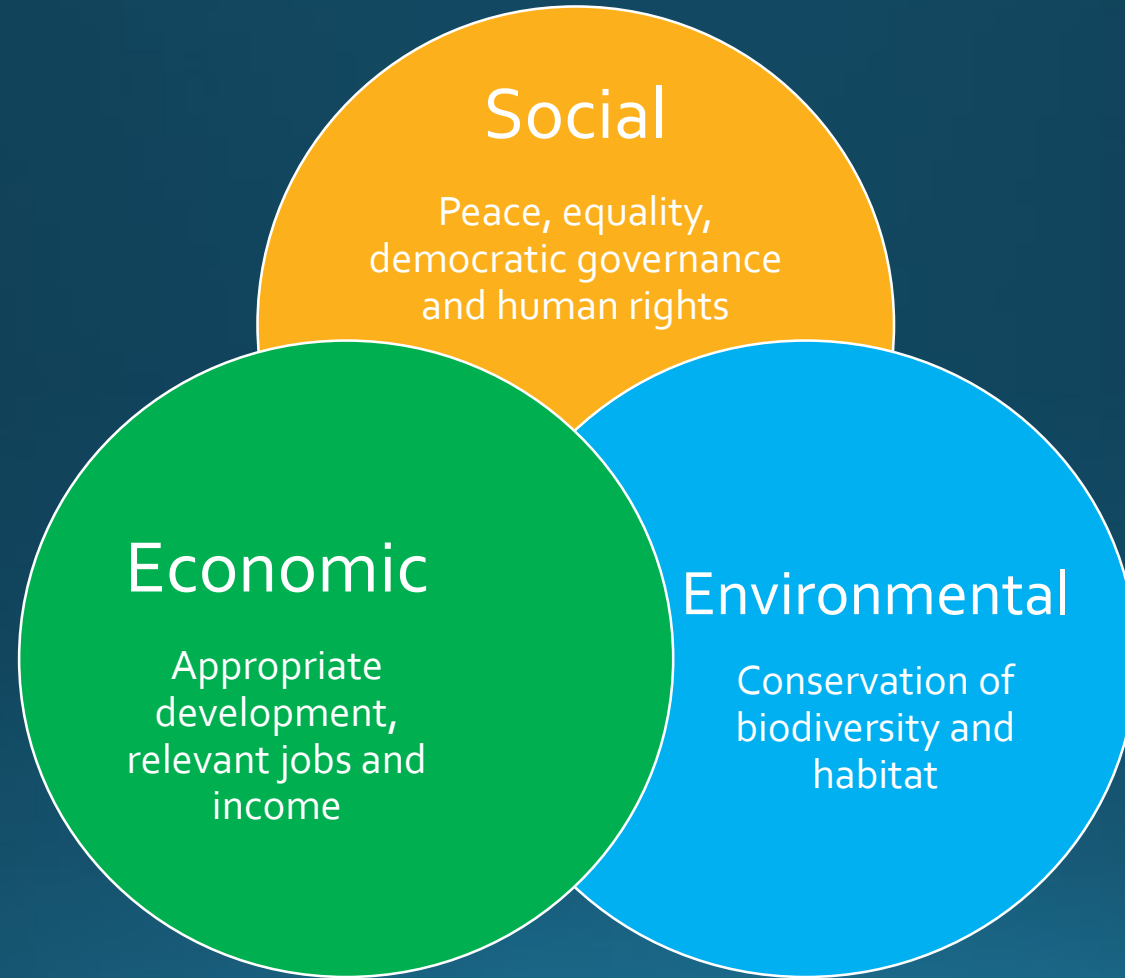 Social
Peace, equality,
democratic governance
and human rights
Economic
Appropriate
development,
relevant jobs and
income
Environmental
Conservation of
biodiversity and
habitat